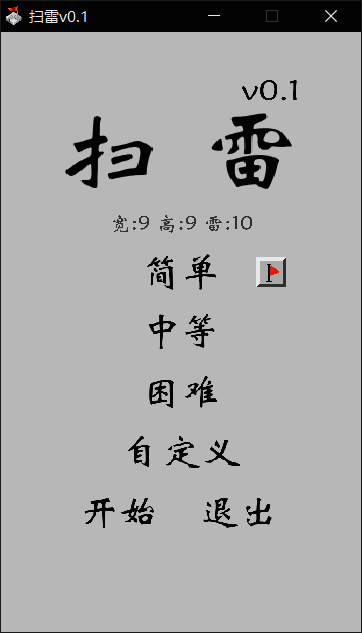 扫雷v0.1
v0.1
扫 雷
宽:9 高:9 雷:10
简单
中等
困难
自定义
开始 退出